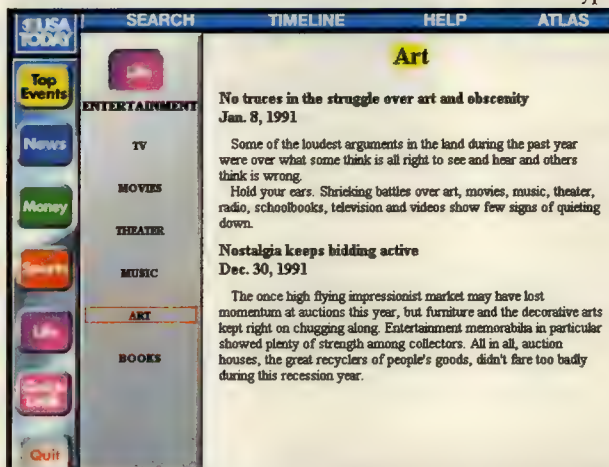 USA
TODAY
SEARCH
TIMELINE
HELP
ATLAS
Top
Events
News
Money
Sports
Life
Quit
Life
ENTERTAINMENT
TV
MOVIES
THEATER
MUSIC
ART
BOOKS
Art
No truces in the struggle over art and obscenity
Jan. 8, 1991
Some of the loudest arguments in the land during the past year
were over what some think is all right to see and hear and others
think is wrong.
Hold your ears. Shrieking battles over art, movies, music, theater,
radio, schoolbooks, television and videos show few signs of quieting
down.
Nostalgia keeps bidding active
Dec. 30, 1991
The once high flying impressionist market may have lost
momentum at auctions this year, but furniture and the decorative arts
kept right on chugging along. Entertainment memorabilia in particular
showed plenty of strength among collectors. All in all, auction
houses, the great recyclers of people's goods, didn't fare too badly
during this recession year.